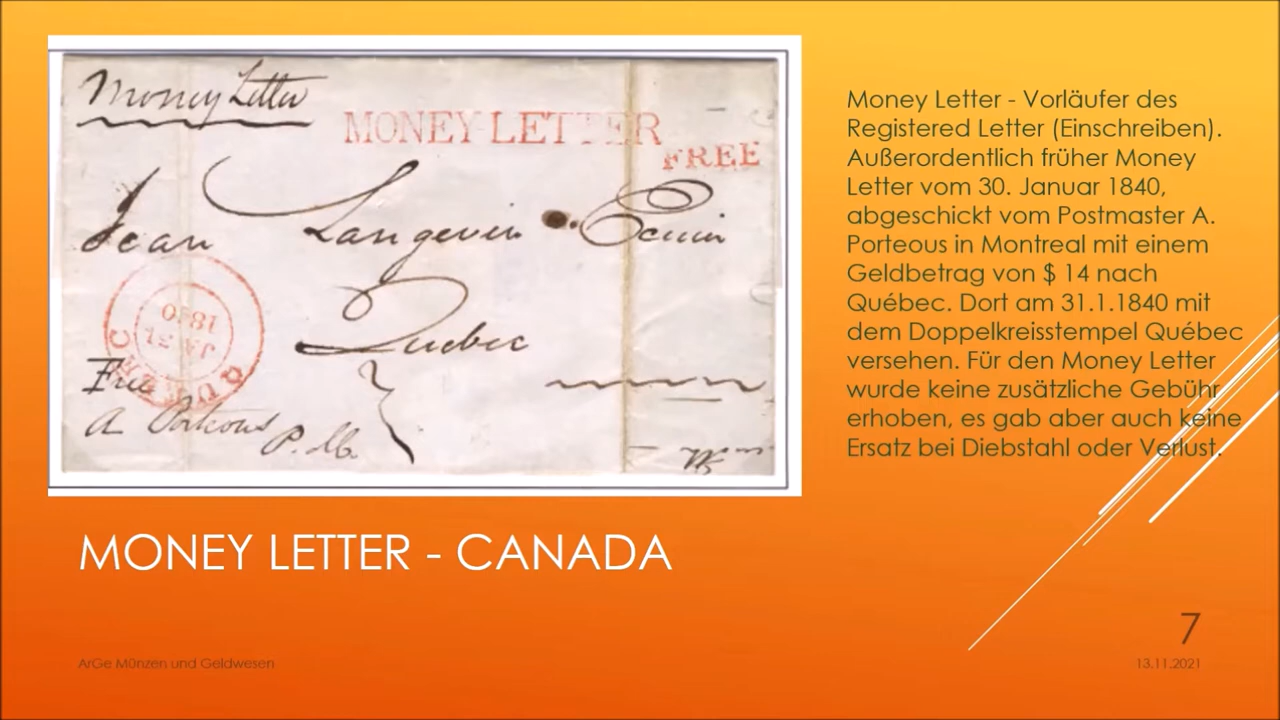 Money Letter
MONEY LETTER
FREE
Jean Langevin
Quebec
QUEBEC
JA 31
1840
Free
A Porteous
P. M.
Money Letter - Vorläufer des
Registered Letter (Einschreiben).
Außerordentlich früher Money
Letter vom 30. Januar 1840,
abgeschickt vom Postmaster A.
Porteous in Montreal mit einem
Geldbetrag von $ 14 nach
Québec. Dort am 31.1.1840 mit
dem Doppelkreisstempel Québec
versehen. Für den Money Letter
wurde keine zusätzliche Gebühr
erhoben, es gab aber auch keine
Ersatz bei Diebstahl oder Verlust.
MONEY LETTER - CANADA
7
ArGe Münzen und Geldwesen
13.11.2021